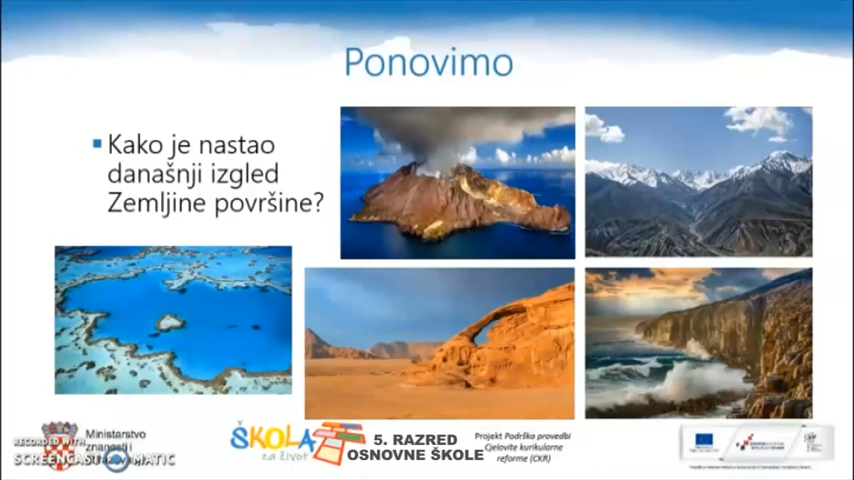 Ponovimo
▪ Kako je nastao
današnji izgled
Zemljine površine?
Ministarstvo
znanosti i
RECORDED WITH
SCREENCAST MATIC
ŠKOLA
za život
5. RAZRED
OSNOVNE ŠKOLE
Projekt Podrška provedbi
Cjelovite kurikularne
reforme (CKR)